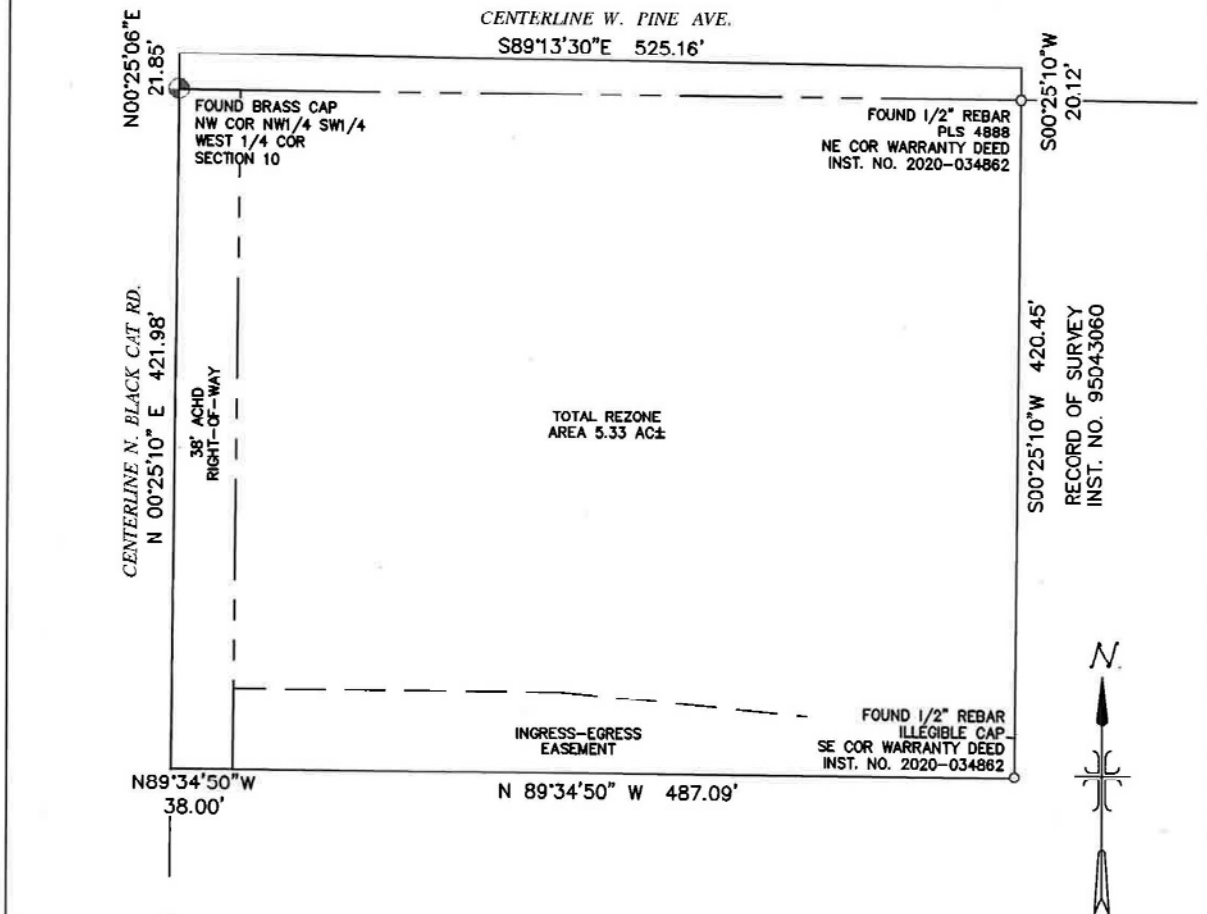 CENTERLINE W. PINE AVE.
S89°13'30"E 525.16'
N00°25'06"E
21.85'
S00°25'10"W
20.12'
FOUND BRASS CAP
NW COR NW1/4 SW1/4
WEST 1/4 COR
SECTION 10
FOUND 1/2" REBAR
PLS 4888
NE COR WARRANTY DEED
INST. NO. 2020-034862
CENTERLINE N. BLACK CAT RD.
N 00°25'10" E 421.98'
38' ACHD
RIGHT-OF-WAY
TOTAL REZONE
AREA 5.33 AC±
S00°25'10"W 420.45'
RECORD OF SURVEY
INST. NO. 95043060
N
INGRESS-EGRESS
EASEMENT
FOUND 1/2" REBAR
ILLEGIBLE CAP
SE COR WARRANTY DEED
INST. NO. 2020-034862
N89°34'50"W
38.00'
N 89°34'50" W 487.09'